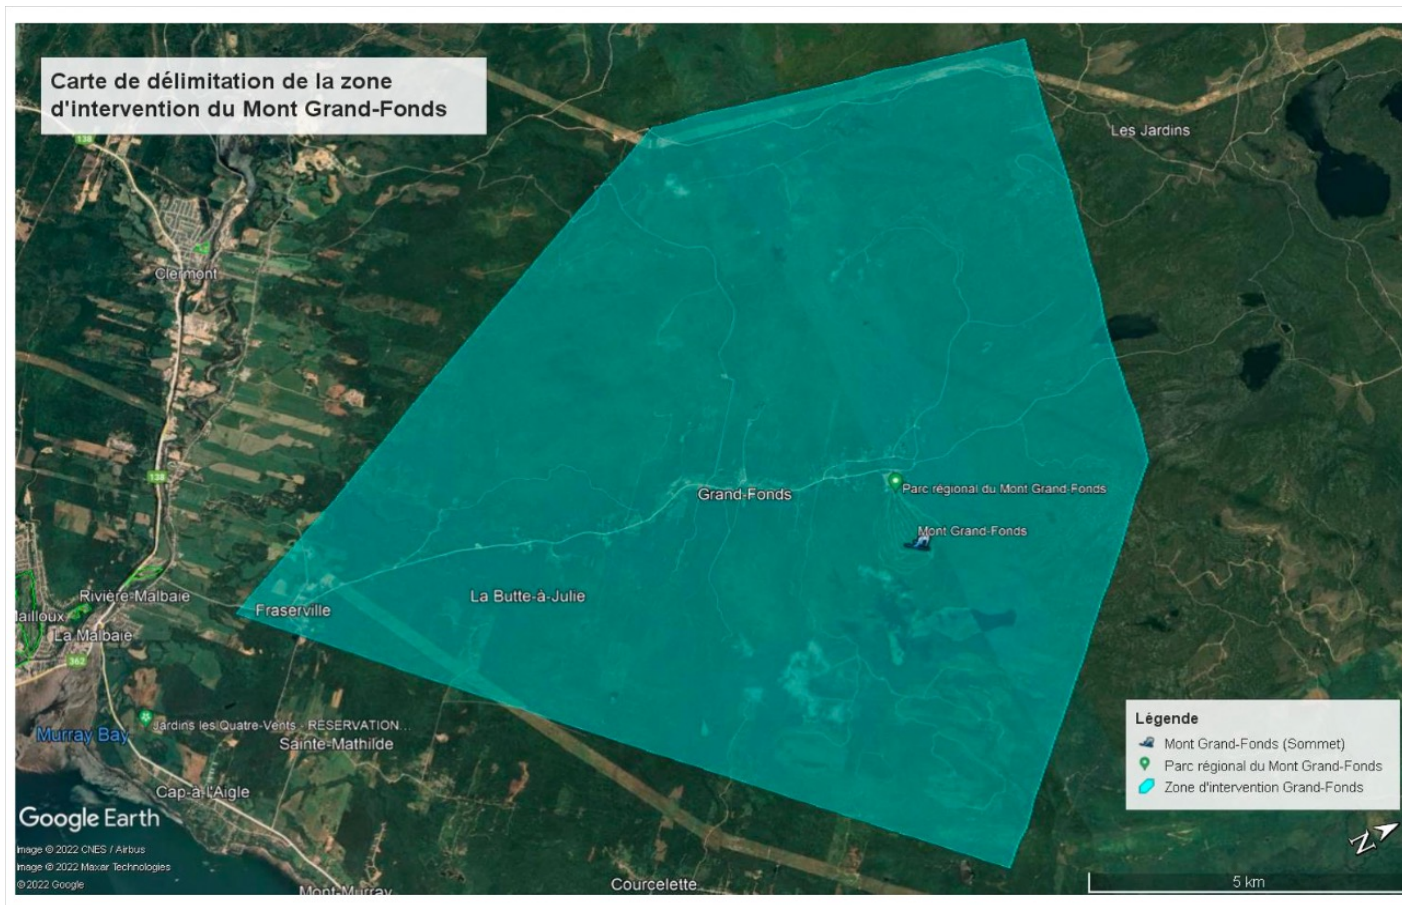 Carte de délimitation de la zone
d'intervention du Mont Grand-Fonds
138
Les Jardins
Clermont
138
Grand-Fonds
Parc régional du Mont Grand-Fonds
Mont Grand-Fonds
Rivière-Malbaie
Fraserville
La Butte-à-Julie
Mailloux
La Malbaie
362
Jardins les Quatre-Vents - RÉSERVATION...
Murray Bay
Sainte-Mathilde
Cap-à-l'Aigle
Légende
Mont Grand-Fonds (Sommet)
Parc régional du Mont Grand-Fonds
Zone d'intervention Grand-Fonds
Google Earth
Image © 2022 CNES / Airbus
Image © 2022 Maxar Technologies
© 2022 Google
Mont-Murray
Courcelette
N
5 km